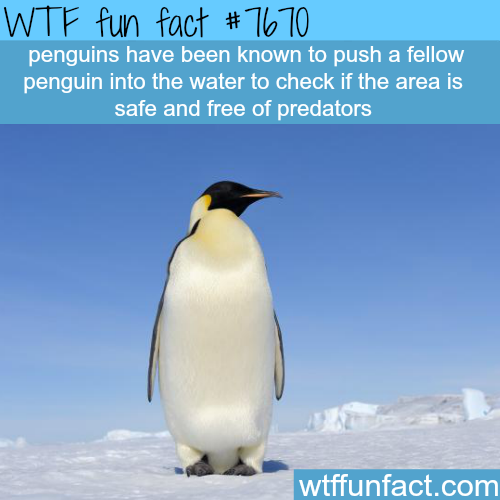 WTF fun fact #7670
penguins have been known to push a fellow
penguin into the water to check if the area is
safe and free of predators
wtffunfact.com